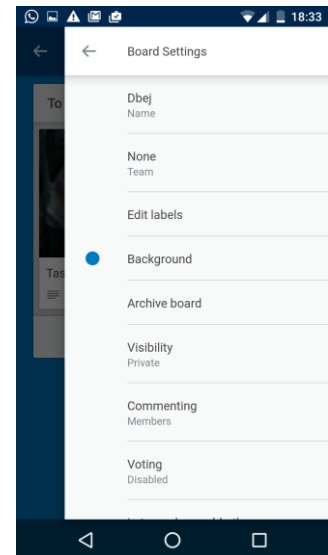 18:33
Board Settings
To
Dbej
Name
None
Team
Edit labels
Background
Tas
Archive board
Visibility
Private
Commenting
Members
Voting
Disabled